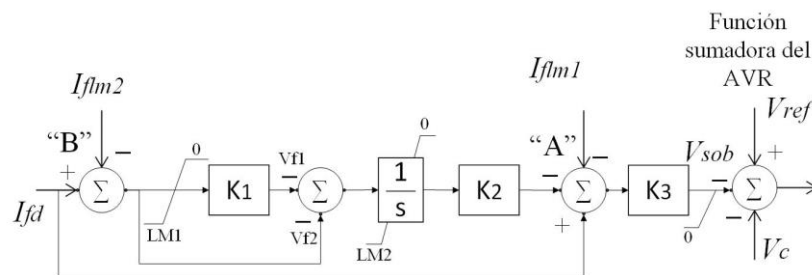 Función
sumadora del
AVR
Iflm2
Iflm1
Vref
"B"
"A"
−
−
+
0
0
Vsob
+
Σ
K1
Vf1
−
Σ
1
s
K2
−
Σ
K3
−
Σ
Ifd
LM1
−
Vf2
LM2
+
0
−
Vc